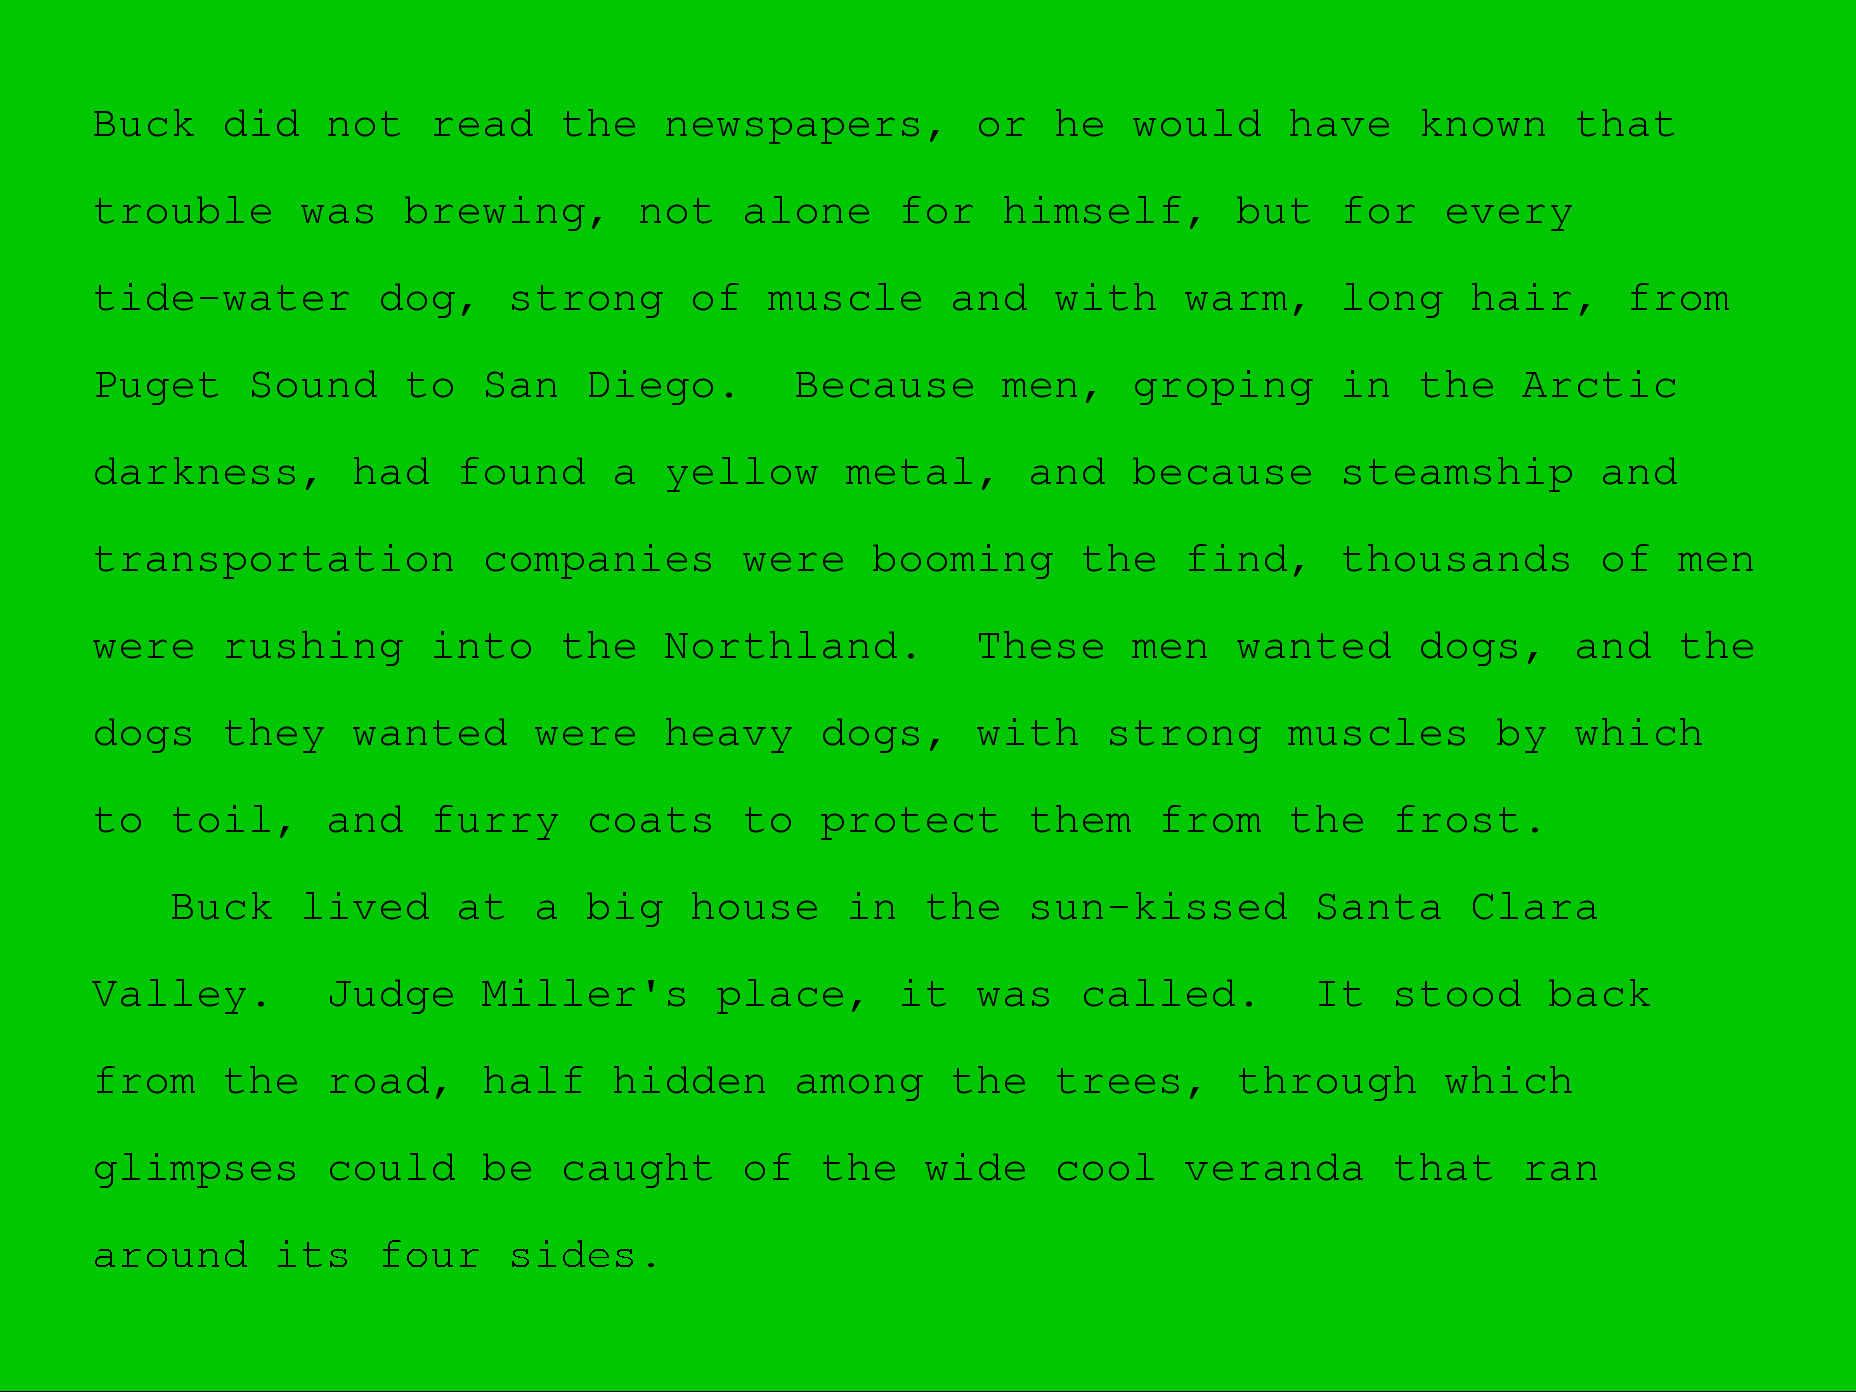 Buck did not read the newspapers, or he would have known that
trouble was brewing, not alone for himself, but for every
tide-water dog, strong of muscle and with warm, long hair, from
Puget Sound to San Diego.  Because men, groping in the Arctic
darkness, had found a yellow metal, and because steamship and
transportation companies were booming the find, thousands of men
were rushing into the Northland.  These men wanted dogs, and the
dogs they wanted were heavy dogs, with strong muscles by which
to toil, and furry coats to protect them from the frost.
   Buck lived at a big house in the sun-kissed Santa Clara
Valley.  Judge Miller's place, it was called.  It stood back
from the road, half hidden among the trees, through which
glimpses could be caught of the wide cool veranda that ran
around its four sides.